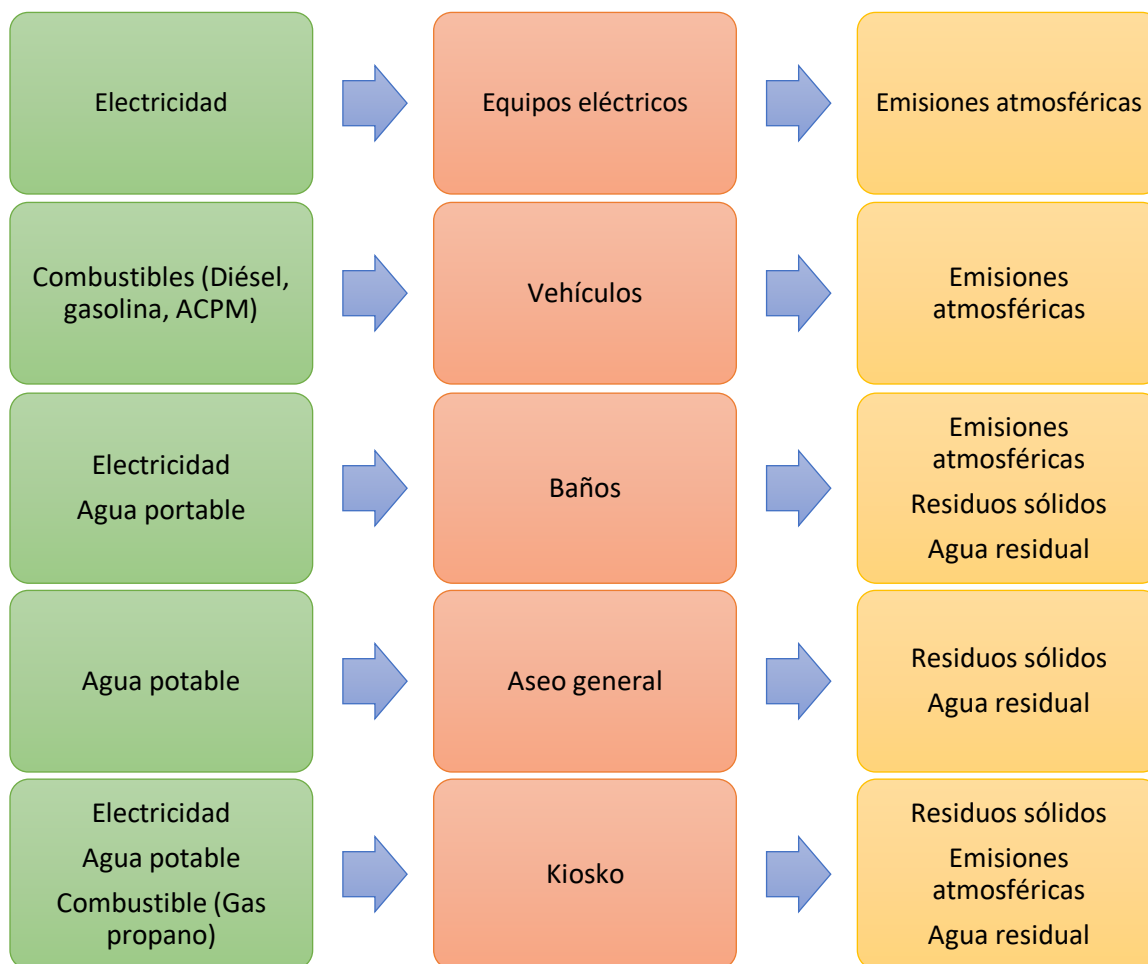 Electricidad
Equipos eléctricos
Emisiones atmosféricas
Combustibles (Diésel,
gasolina, ACPM)
Vehículos
Emisiones
atmosféricas
Electricidad
Agua portable
Baños
Emisiones
atmosféricas
Residuos sólidos
Agua residual
Agua potable
Aseo general
Residuos sólidos
Agua residual
Electricidad
Agua potable
Combustible (Gas
propano)
Kiosko
Residuos sólidos
Emisiones
atmosféricas
Agua residual